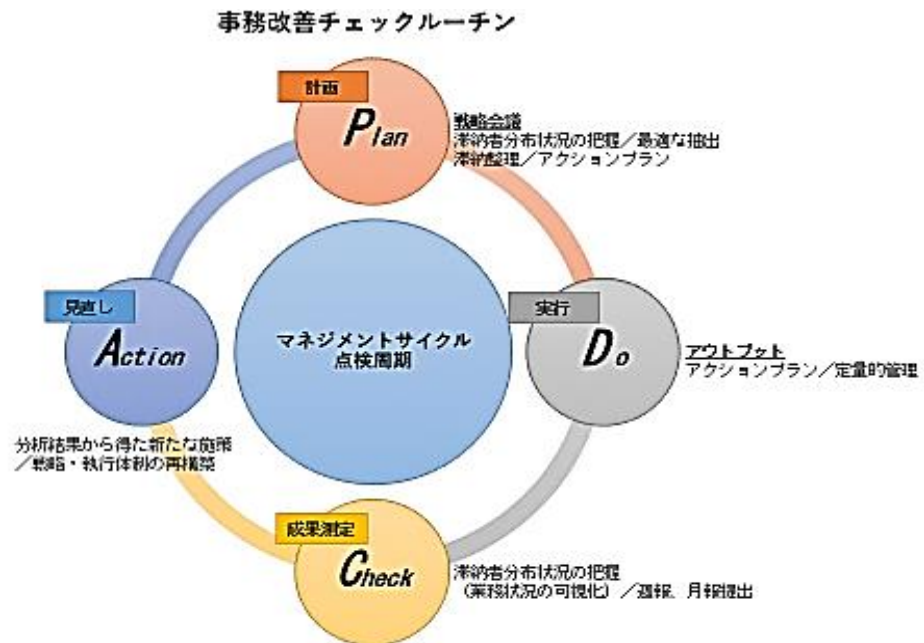 事務改善チェックルーチン
計画
Plan
戦略会議
滞納者分布状況の把握／最適な抽出
滞納整理／アクションプラン
実行
Do
アウトプット
アクションプラン／定量的管理
成果測定
Check
滞納者分布状況の把握
（業務状況の可視化）／週報、月報提出
見直し
Action
分析結果から得た新たな施策
／戦略・執行体制の再構築
マネジメントサイクル
点検周期